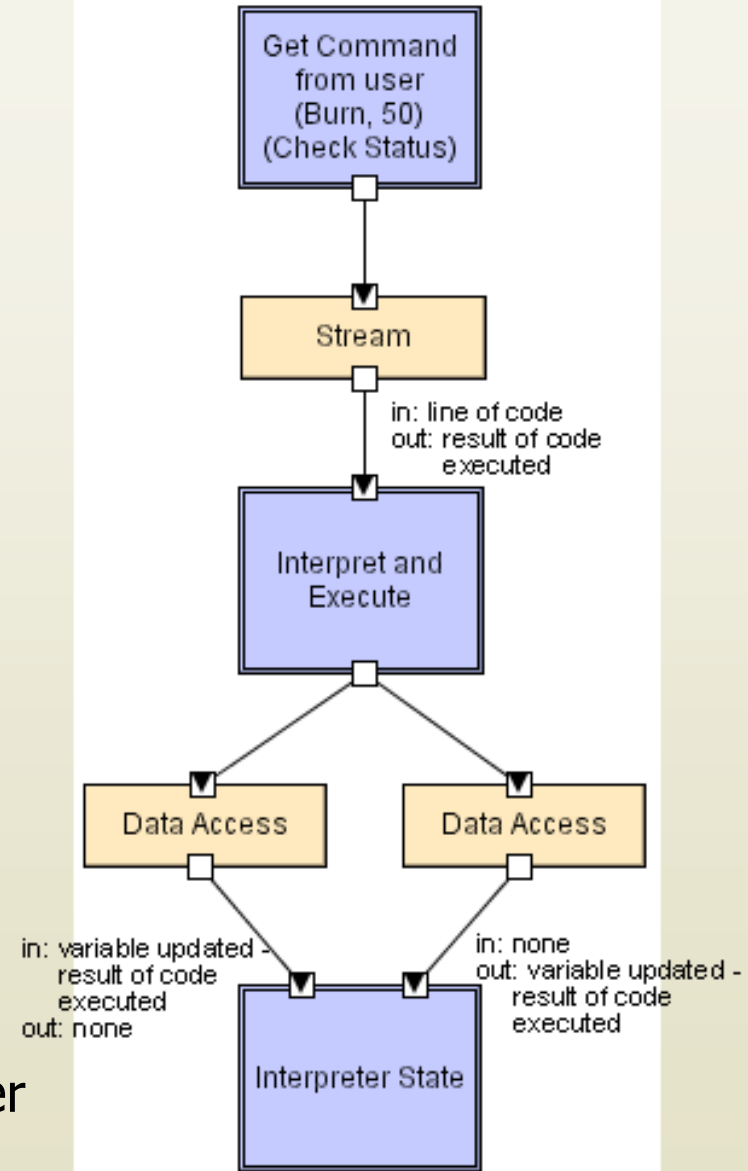 Get Command
from user
(Burn, 50)
(Check Status)
Stream
in: line of code
out: result of code
executed
Interpret and
Execute
Data Access
Data Access
in: variable updated -
result of code
executed
out: none
in: none
out: variable updated -
result of code
executed
Interpreter State